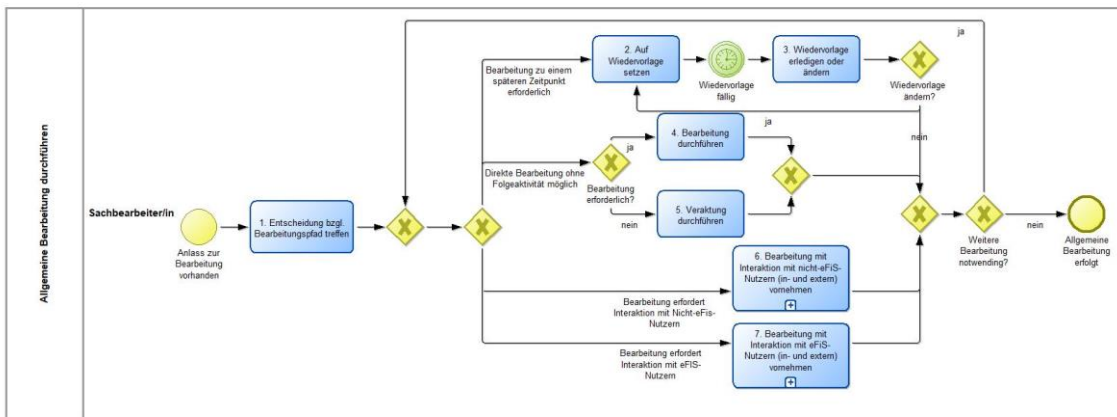 Allgemeine Bearbeitung durchführen
Sachbearbeiter/in
Anlass zur
Bearbeitung
vorhanden
1. Entscheidung bzgl.
Bearbeitungspfad treffen
Bearbeitung zu einem
späteren Zeitpunkt
erforderlich
2. Auf
Wiedervorlage
setzen
Wiedervorlage
fällig
3. Wiedervorlage
erledigen oder
ändern
Wiedervorlage
ändern?
ja
nein
Direkte Bearbeitung ohne
Folgeaktivität möglich
Bearbeitung
erforderlich?
ja
4. Bearbeitung
durchführen
nein
5. Veraktung
durchführen
Bearbeitung erfordert
Interaktion mit Nicht-eFis-
Nutzern
6. Bearbeitung mit
Interaktion mit nicht-eFiS-
Nutzern (in- und extern)
vornehmen
Bearbeitung erfordert
Interaktion mit eFIS-
Nutzern
7. Bearbeitung mit
Interaktion mit eFiS-
Nutzern (in- und extern)
vornehmen
Weitere
Bearbeitung
notwending?
ja
nein
Allgemeine
Bearbeitung
erfolgt